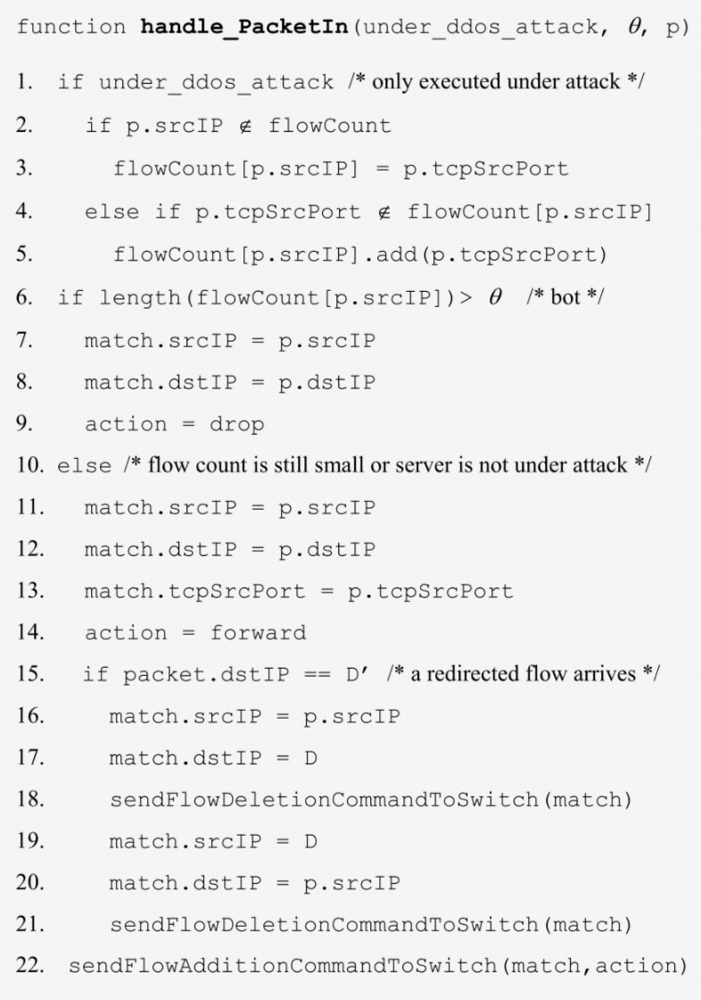 function handle_PacketIn(under_ddos_attack, θ, p)
1. if under_ddos_attack /* only executed under attack */
2. if p.srcIP ∉ flowCount
3. flowCount[p.srcIP] = p.tcpSrcPort
4. else if p.tcpSrcPort ∉ flowCount[p.srcIP]
5. flowCount[p.srcIP].add(p.tcpSrcPort)
6. if length(flowCount[p.srcIP])> θ /* bot */
7. match.srcIP = p.srcIP
8. match.dstIP = p.dstIP
9. action = drop
10. else /* flow count is still small or server is not under attack */
11. match.srcIP = p.srcIP
12. match.dstIP = p.dstIP
13. match.tcpSrcPort = p.tcpSrcPort
14. action = forward
15. if packet.dstIP == D′ /* a redirected flow arrives */
16. match.srcIP = p.srcIP
17. match.dstIP = D
18. sendFlowDeletionCommandToSwitch(match)
19. match.srcIP = D
20. match.dstIP = p.srcIP
21. sendFlowDeletionCommandToSwitch(match)
22. sendFlowAdditionCommandToSwitch(match,action)